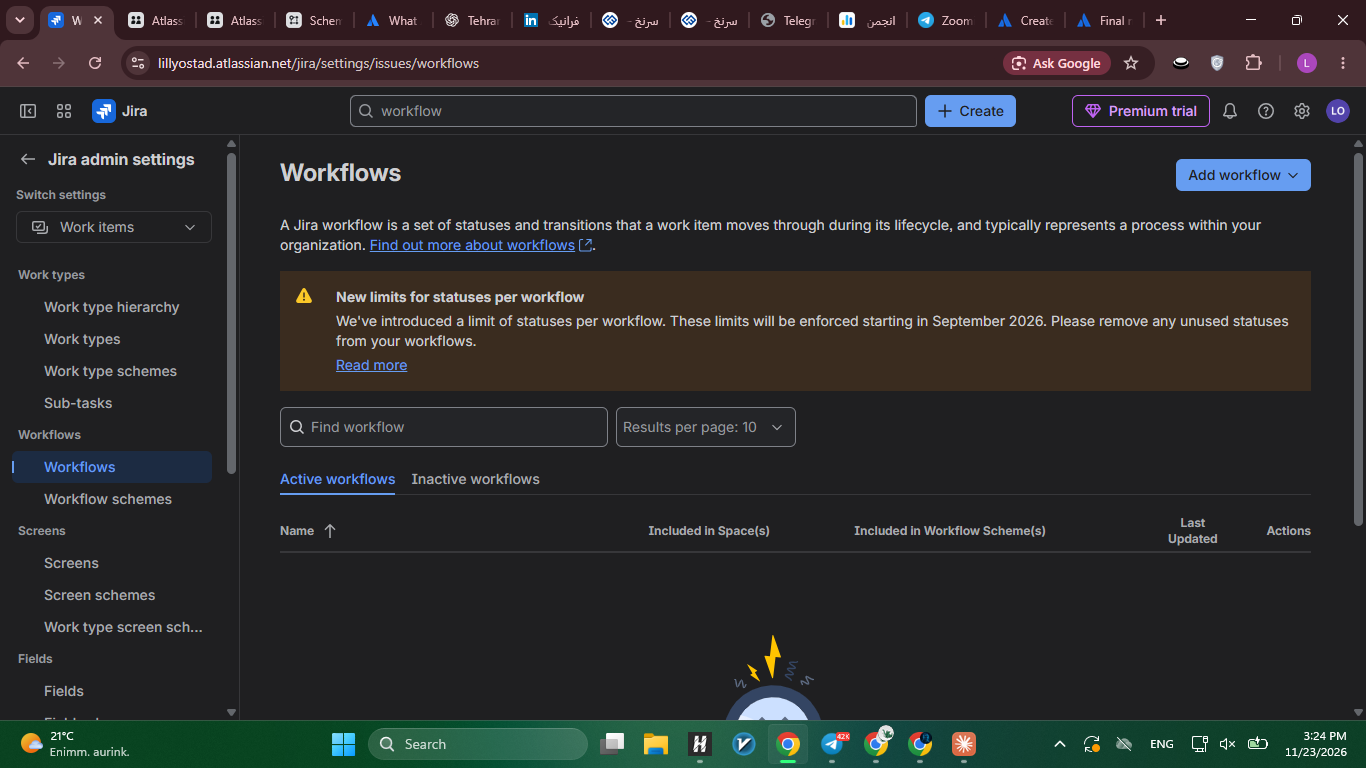 W
Atlass
Atlass
Schem
What
Tehran
فرانیک
سرنخ -
سرنخ -
Telegr
انجمن
Zoom
Create
Final r
lillyostad.atlassian.net/jira/settings/issues/workflows
Ask Google
L
Jira
workflow
Create
Premium trial
LO
Jira admin settings
Switch settings
Work items
Work types
Work type hierarchy
Work types
Work type schemes
Sub-tasks
Workflows
Workflows
Workflow schemes
Screens
Screens
Screen schemes
Work type screen sch...
Fields
Fields
Workflows
Add workflow
A Jira workflow is a set of statuses and transitions that a work item moves through during its lifecycle, and typically represents a process within your
organization. Find out more about workflows.
New limits for statuses per workflow
We've introduced a limit of statuses per workflow. These limits will be enforced starting in September 2026. Please remove any unused statuses
from your workflows.
Read more
Find workflow
Results per page: 10
Active workflows
Inactive workflows
Name
Included in Space(s)
Included in Workflow Scheme(s)
Last
Updated
Actions
21°C
Enimm. aurink.
Search
42K
ENG
3:24 PM
11/23/2026